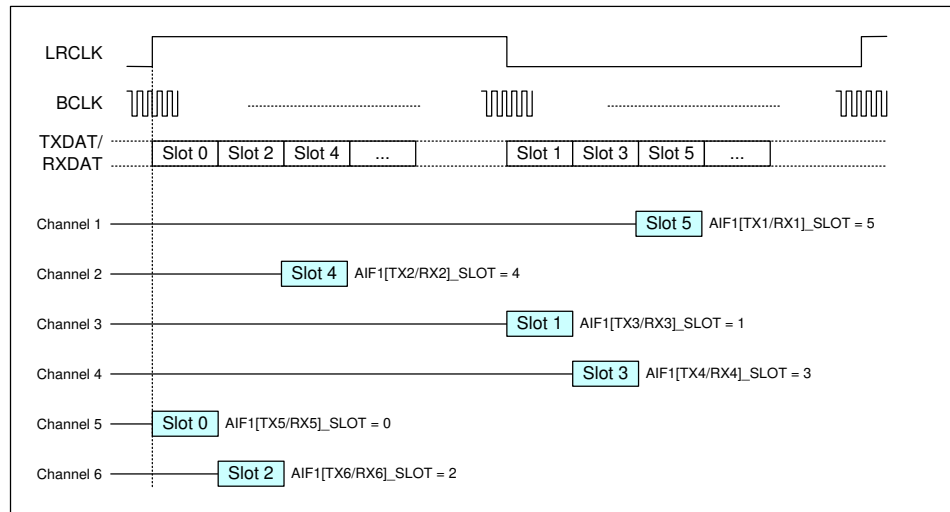 LRCLK
BCLK
TXDAT/
RXDAT
Slot 0 Slot 2 Slot 4 ... Slot 1 Slot 3 Slot 5 ...
Channel 1 Slot 5 AIF1[TX1/RX1]_SLOT = 5
Channel 2 Slot 4 AIF1[TX2/RX2]_SLOT = 4
Channel 3 Slot 1 AIF1[TX3/RX3]_SLOT = 1
Channel 4 Slot 3 AIF1[TX4/RX4]_SLOT = 3
Channel 5 Slot 0 AIF1[TX5/RX5]_SLOT = 0
Channel 6 Slot 2 AIF1[TX6/RX6]_SLOT = 2